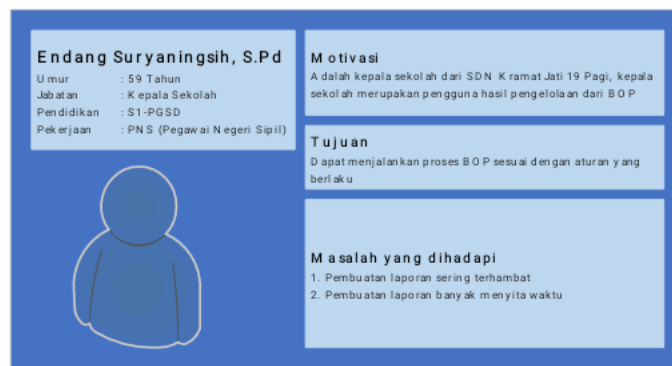 Endang Suryaningsih, S.Pd
Umur : 59 Tahun
Jabatan : Kepala Sekolah
Pendidikan : S1-PGSD
Pekerjaan : PNS (Pegawai Negeri Sipil)
Motivasi
Adalah kepala sekolah dari SDN Kramat Jati 19 Pagi, kepala
sekolah merupakan pengguna hasil pengelolaan dari BOP
Tujuan
Dapat menjalankan proses BOP sesuai dengan aturan yang
berlaku
Masalah yang dihadapi
1. Pembuatan laporan sering terhambat
2. Pembuatan laporan banyak menyita waktu